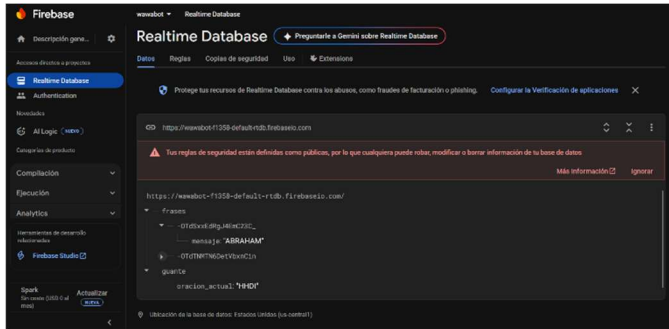 Firebase
wawabot
Realtime Database
Realtime Database
Preguntarle a Gemini sobre Realtime Database
Descripción gene...
Datos
Reglas
Copias de seguridad
Uso
Extensions
Accesos directos a proyectos
Realtime Database
Authentication
Protege tus recursos de Realtime Database contra los abusos, como fraudes de facturación o phishing.
Configurar la Verificación de aplicaciones
Novedades
AI Logic
NUEVO
https://wawabot-f1358-default-rtdb.firebaseio.com
Categorías de producto
Tus reglas de seguridad están definidas como públicas, por lo que cualquiera puede robar, modificar o borrar información de tu base de datos
Compilación
Más información
Ignorar
Ejecución
https://wawabot-f1358-default-rtdb.firebaseio.com/
Analytics
frases
Herramientas de desarrollo
relacionadas
mensaje: "ABRAHAM"
Firebase Studio
guante
oracion_actual: "HHDI"
Spark
Sin costo (USD 0 al
mes)
Actualizar
NUEVA
Ubicación de la base de datos: Estados Unidos (us-central1)